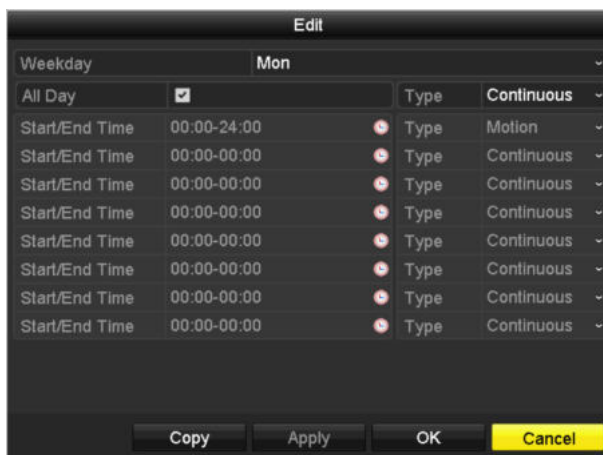 Edit
Weekday Mon
All Day Type Continuous
Start/End Time 00:00-24:00 Type Motion
Start/End Time 00:00-00:00 Type Continuous
Start/End Time 00:00-00:00 Type Continuous
Start/End Time 00:00-00:00 Type Continuous
Start/End Time 00:00-00:00 Type Continuous
Start/End Time 00:00-00:00 Type Continuous
Start/End Time 00:00-00:00 Type Continuous
Start/End Time 00:00-00:00 Type Continuous
Copy Apply OK Cancel